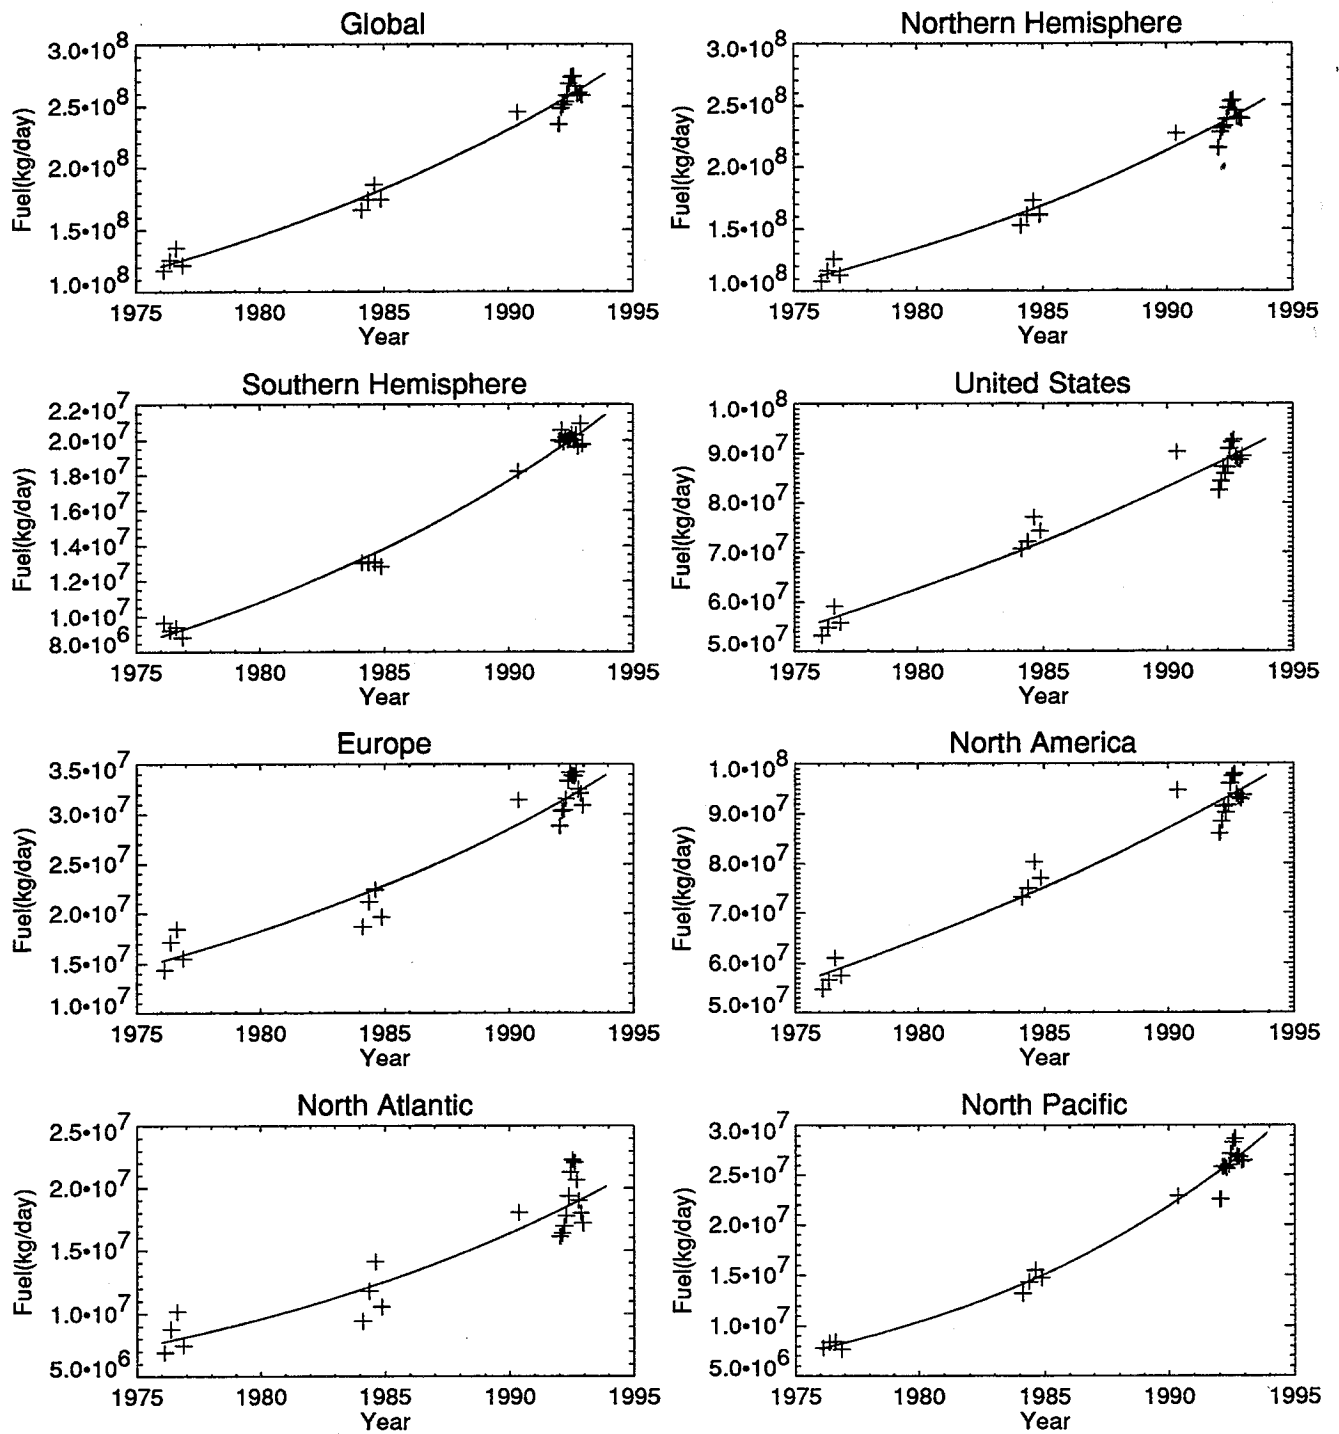 Global
Fuel(kg/day)
3.0•10⁸
2.5•10⁸
2.0•10⁸
1.5•10⁸
1.0•10⁸
1975 1980 1985 1990 1995
Year
Northern Hemisphere
Fuel(kg/day)
3.0•10⁸
2.5•10⁸
2.0•10⁸
1.5•10⁸
1.0•10⁸
1975 1980 1985 1990 1995
Year
Southern Hemisphere
Fuel(kg/day)
2.2•10⁷
2.0•10⁷
1.8•10⁷
1.6•10⁷
1.4•10⁷
1.2•10⁷
1.0•10⁷
8.0•10⁶
1975 1980 1985 1990 1995
Year
United States
Fuel(kg/day)
1.0•10⁸
9.0•10⁷
8.0•10⁷
7.0•10⁷
6.0•10⁷
5.0•10⁷
1975 1980 1985 1990 1995
Year
Europe
Fuel(kg/day)
3.5•10⁷
3.0•10⁷
2.5•10⁷
2.0•10⁷
1.5•10⁷
1.0•10⁷
1975 1980 1985 1990 1995
Year
North America
Fuel(kg/day)
1.0•10⁸
9.0•10⁷
8.0•10⁷
7.0•10⁷
6.0•10⁷
5.0•10⁷
1975 1980 1985 1990 1995
Year
North Atlantic
Fuel(kg/day)
2.5•10⁷
2.0•10⁷
1.5•10⁷
1.0•10⁷
5.0•10⁶
1975 1980 1985 1990 1995
Year
North Pacific
Fuel(kg/day)
3.0•10⁷
2.5•10⁷
2.0•10⁷
1.5•10⁷
1.0•10⁷
5.0•10⁶
1975 1980 1985 1990 1995
Year